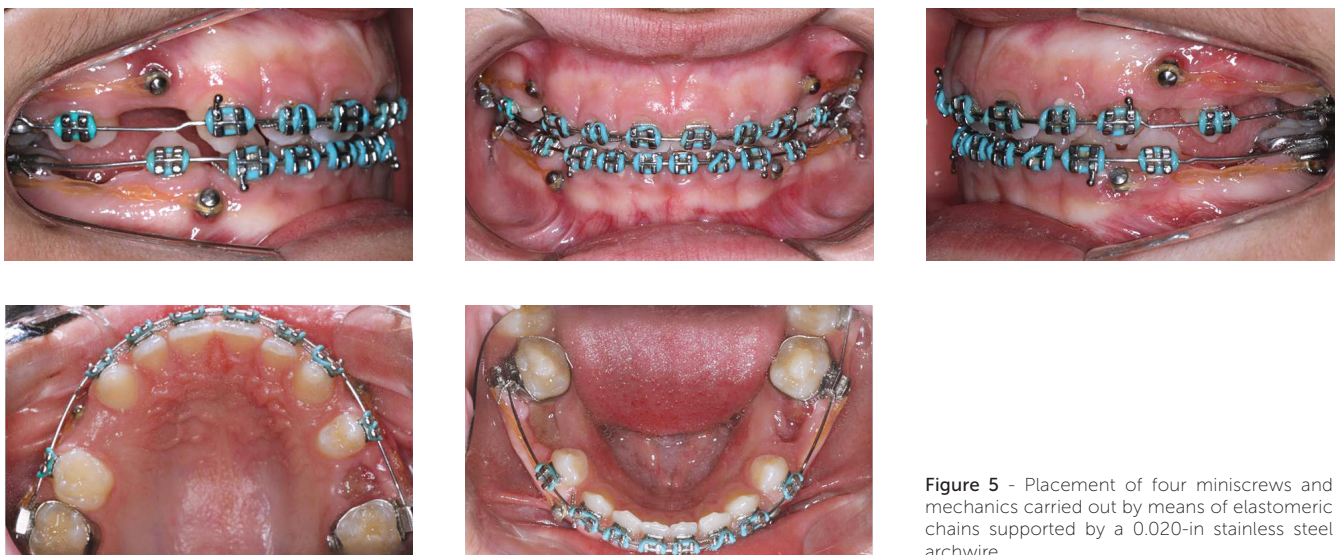 Figure 5 - Placement of four miniscrews and
mechanics carried out by means of elastomeric
chains supported by a 0.020-in stainless steel
archwire